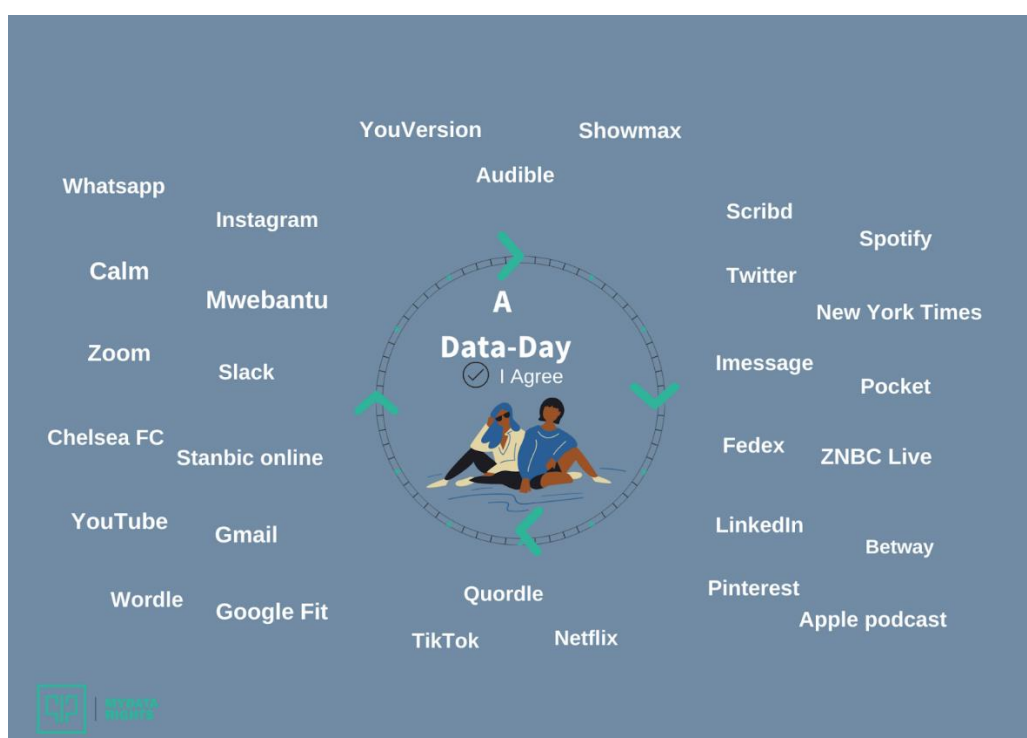 YouVersion
Showmax
Audible
Whatsapp
Instagram
Scribd
Spotify
Calm
Mwebantu
Twitter
New York Times
A
Data-Day
I Agree
Zoom
Slack
Imessage
Pocket
Chelsea FC
Stanbic online
Fedex
ZNBC Live
YouTube
Gmail
LinkedIn
Betway
Wordle
Google Fit
Quordle
TikTok
Netflix
Pinterest
Apple podcast